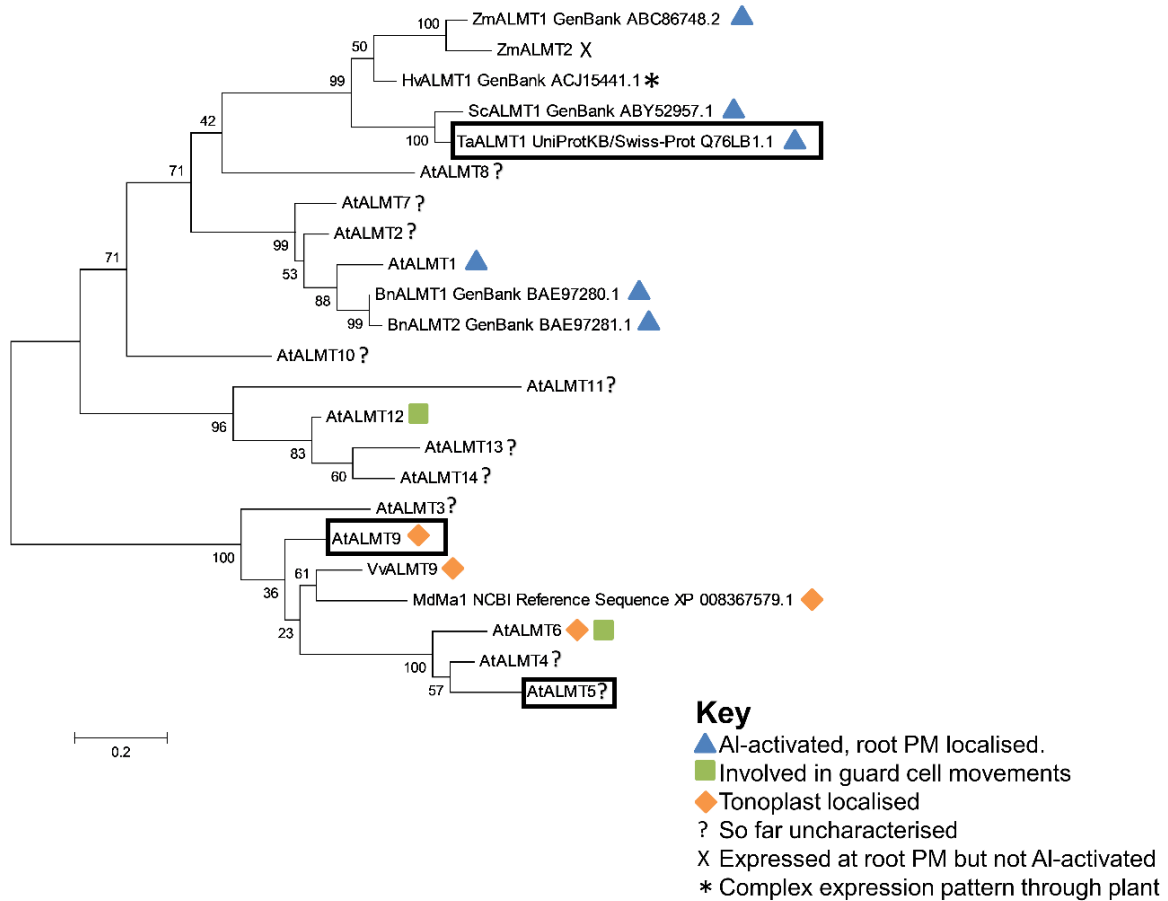 100
ZmALMT1 GenBank ABC86748.2
50
ZmALMT2 X
99
HvALMT1 GenBank ACJ15441.1 *
ScALMT1 GenBank ABY52957.1
42
100
TaALMT1 UniProtKB/Swiss-Prot Q76LB1.1
71
AtALMT8 ?
AtALMT7 ?
99
AtALMT2 ?
71
53
AtALMT1
88
BnALMT1 GenBank BAE97280.1
99
BnALMT2 GenBank BAE97281.1
AtALMT10 ?
AtALMT11 ?
96
AtALMT12
83
AtALMT13 ?
60
AtALMT14 ?
AtALMT3 ?
100
AtALMT9
36
61
VvALMT9
MdMa1 NCBI Reference Sequence XP 008367579.1
23
AtALMT6
100
AtALMT4 ?
57
AtALMT5 ?
0.2
Key
Al-activated, root PM localised.
Involved in guard cell movements
Tonoplast localised
? So far uncharacterised
X Expressed at root PM but not Al-activated
* Complex expression pattern through plant